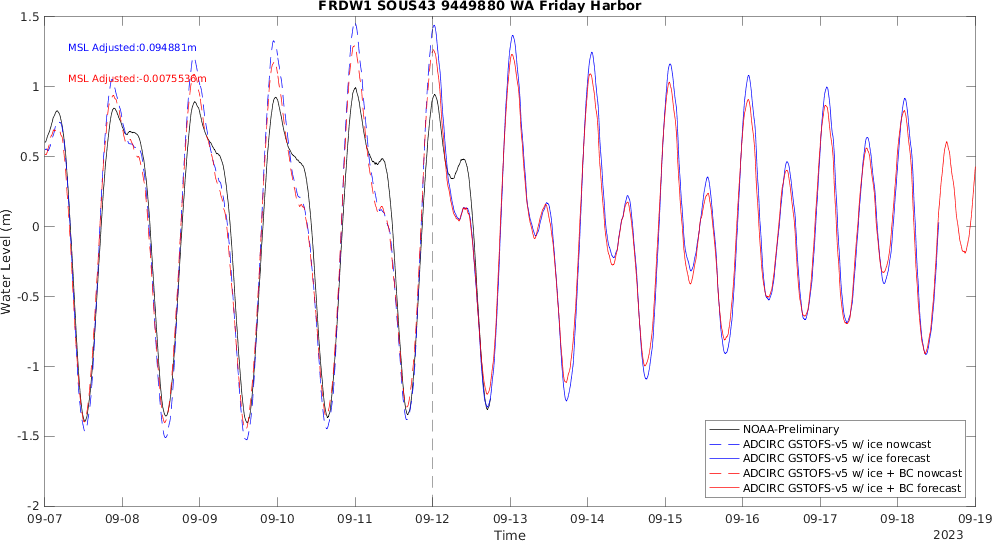 FRDW1 SOUS43 9449880 WA Friday Harbor
MSL Adjusted:0.094881m
MSL Adjusted:-0.0075536m
1.5
1
0.5
0
-0.5
-1
-1.5
-2
Water Level (m)
NOAA-Preliminary
ADCIRC GSTOFS-v5 w/ ice nowcast
ADCIRC GSTOFS-v5 w/ ice forecast
ADCIRC GSTOFS-v5 w/ ice + BC nowcast
ADCIRC GSTOFS-v5 w/ ice + BC forecast
09-07 09-08 09-09 09-10 09-11 09-12 09-13 09-14 09-15 09-16 09-17 09-18 09-19
Time
2023